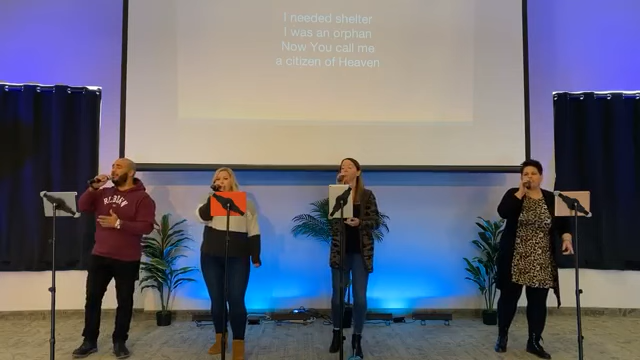 I needed shelter
I was an orphan
Now You call me
a citizen of Heaven